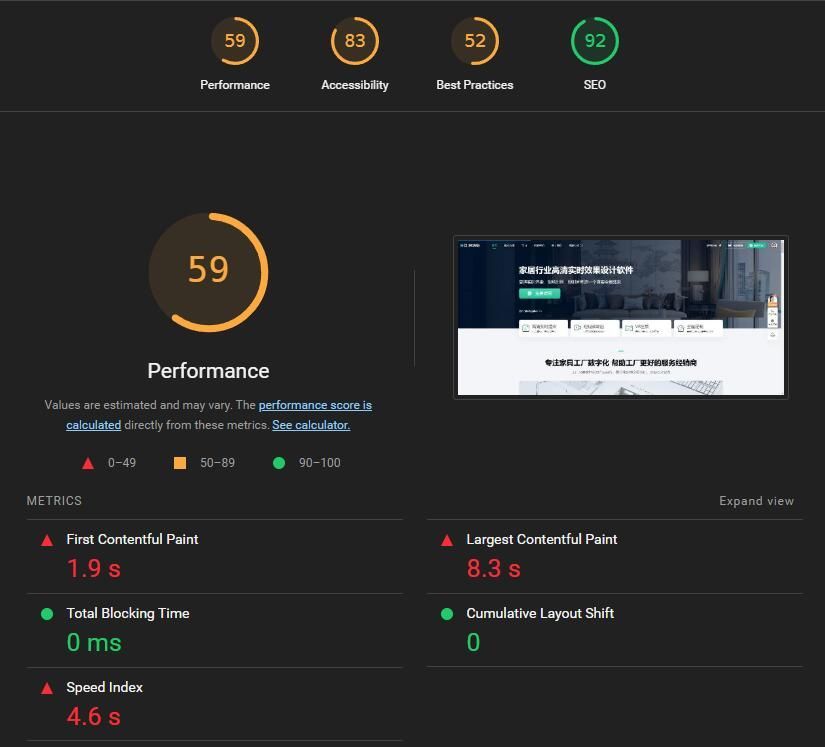 59
83
52
92
Performance
Accessibility
Best Practices
SEO
59
Performance
Values are estimated and may vary. The performance score is
calculated directly from these metrics. See calculator.
0–49
50–89
90–100
家居行业高清实时效果设计软件
专注家具工厂数字化 帮助工厂更好的服务经销商
METRICS
Expand view
First Contentful Paint
1.9 s
Largest Contentful Paint
8.3 s
Total Blocking Time
0 ms
Cumulative Layout Shift
0
Speed Index
4.6 s